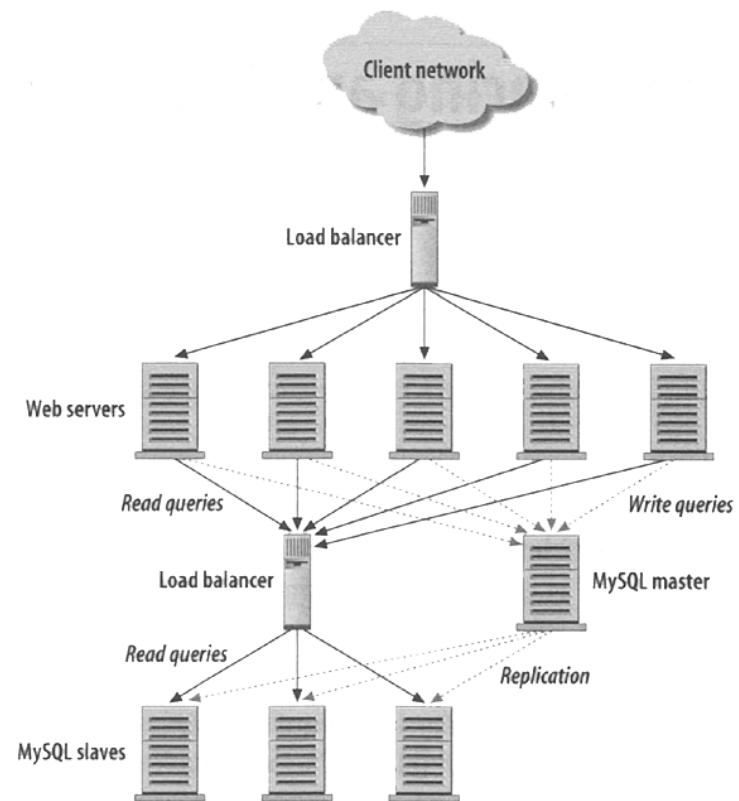 Client network
Load balancer
Web servers
Read queries
Write queries
Load balancer
MySQL master
Read queries
Replication
MySQL slaves